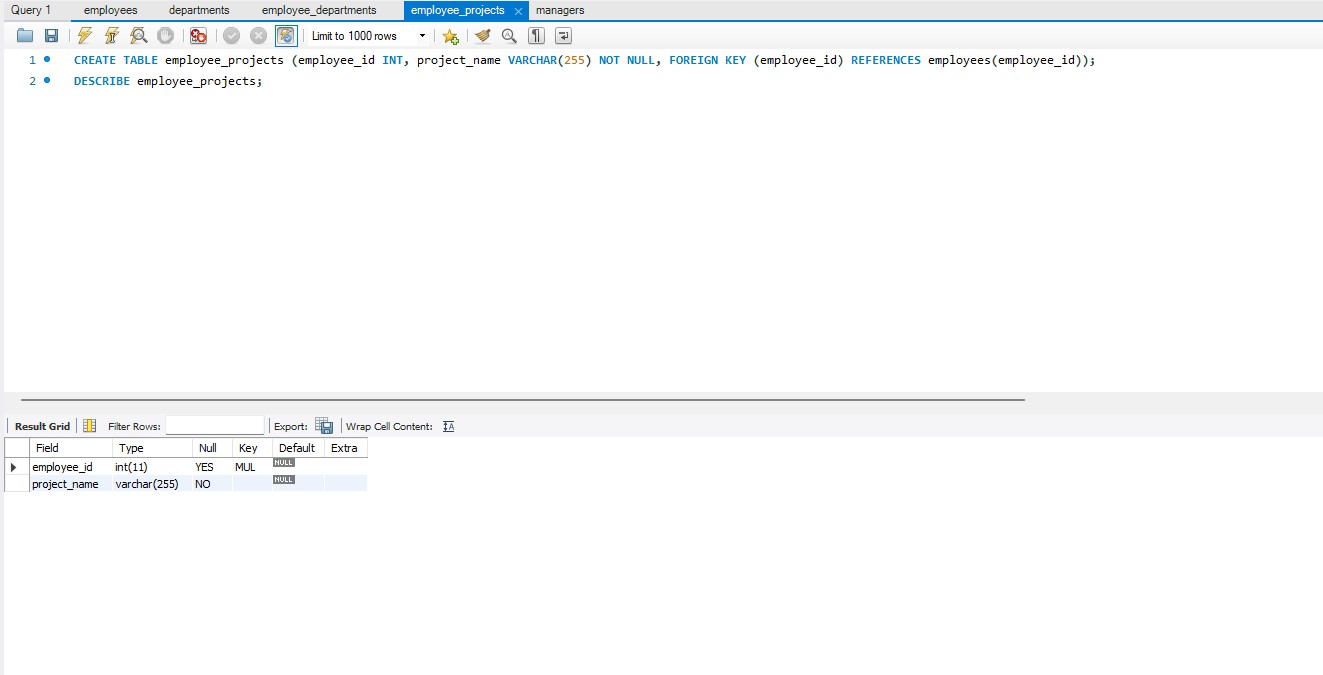 Query 1 employees departments employee_departments employee_projects managers
Limit to 1000 rows
1 CREATE TABLE employee_projects (employee_id INT, project_name VARCHAR(255) NOT NULL, FOREIGN KEY (employee_id) REFERENCES employees(employee_id));
2 DESCRIBE employee_projects;
Result Grid Filter Rows: Export: Wrap Cell Content:
Field Type Null Key Default Extra
employee_id int(11) YES MUL NULL
project_name varchar(255) NO NULL